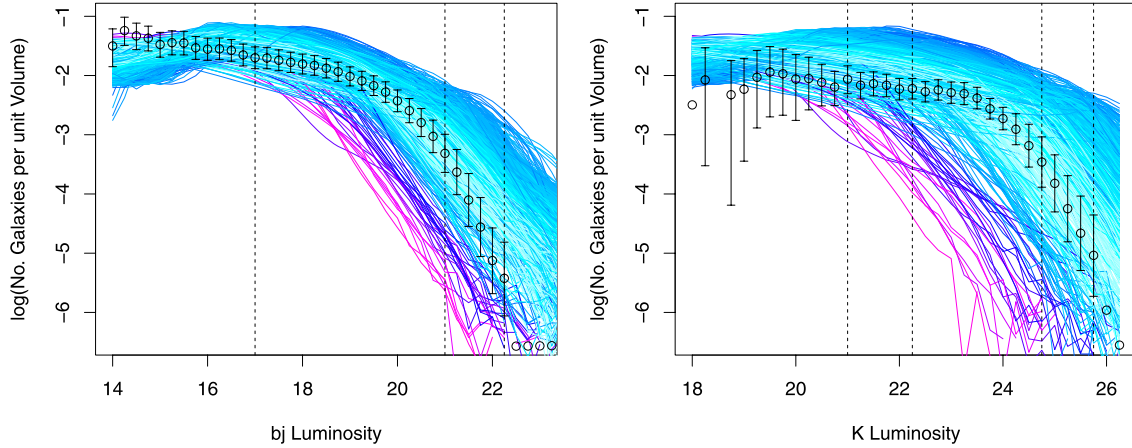 log(No. Galaxies per unit Volume)
−1
−2
−3
−4
−5
−6
14 16 18 20 22
bj Luminosity
log(No. Galaxies per unit Volume)
−1
−2
−3
−4
−5
−6
18 20 22 24 26
K Luminosity